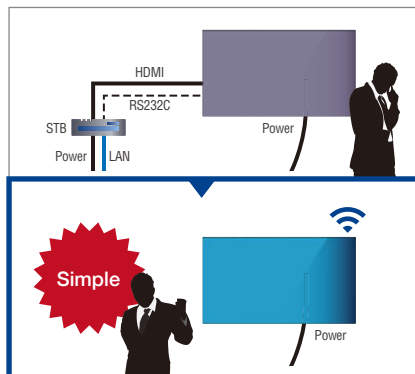 HDMI
RS232C
STB
Power
Power
LAN
Simple
Power